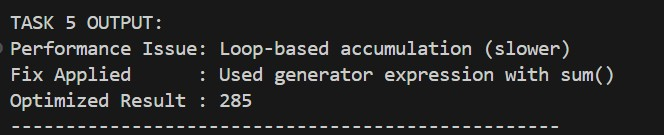 TASK 5 OUTPUT:
Performance Issue: Loop-based accumulation (slower)
Fix Applied      : Used generator expression with sum()
Optimized Result : 285
--------------------------------------------------